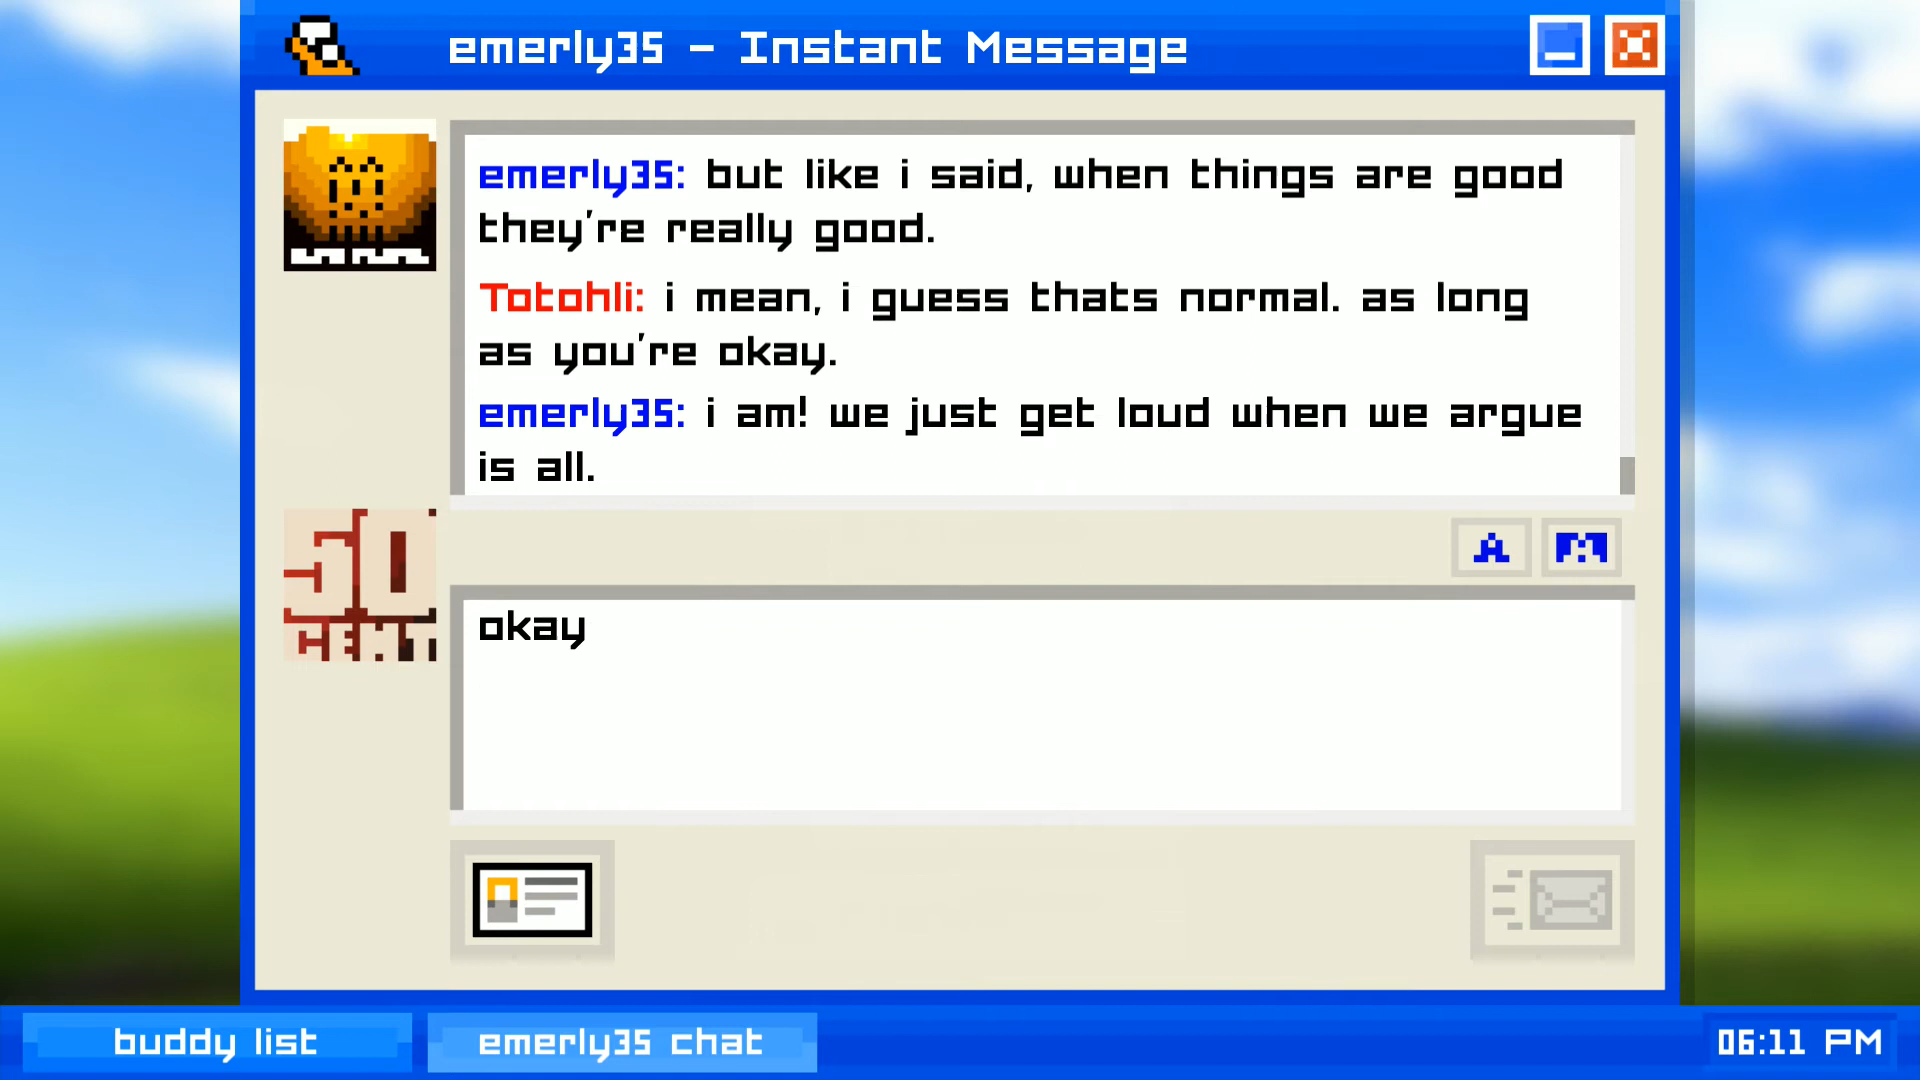 emerly35 - Instant Message
emerly35: but like i said, when things are good
they're really good.
Totohli: i mean, i guess thats normal. as long
as you're okay.
emerly35: i am! we just get loud when we argue
is all.
50
CENT
A
okay
buddy list
emerly35 chat
06:11 PM